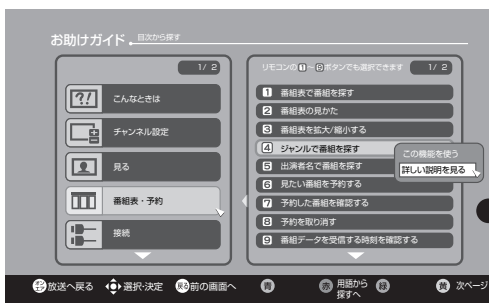 お助けガイド 目次から探す
1/ 2
?! こんなときは
チャンネル設定
見る
番組表・予約
接続
リモコンの1~9ボタンでも選択できます 1/ 2
1 番組表で番組を探す
2 番組表の見かた
3 番組表を拡大/縮小する
4 ジャンルで番組を探す
5 出演者名で番組を探す
6 見たい番組を予約する
7 予約した番組を確認する
8 予約を取り消す
9 番組データを受信する時刻を確認する
この機能を使う
詳しい説明を見る
放送へ戻る 選択・決定 戻る 前の画面へ 青 赤 用語から 緑 黄 次ページ
探すへ